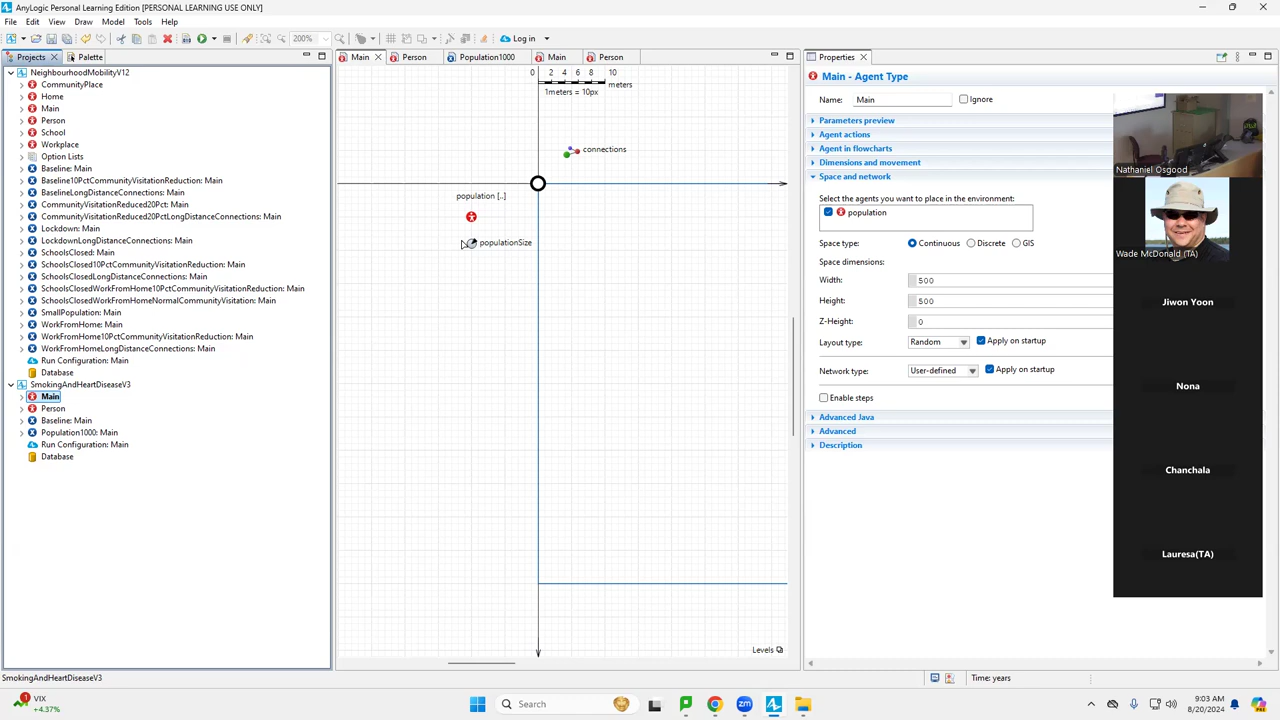 AnyLogic Personal Learning Edition [PERSONAL LEARNING USE ONLY]
File Edit View Draw Model Tools Help
200% Log in
Projects Palette Main Person Population1000 Main Person Properties
NeighbourhoodMobilityV12
CommunityPlace
Home
Main
Person
School
Workplace
Option Lists
Baseline: Main
Baseline10PctCommunityVisitationReduction: Main
BaselineLongDistanceConnections: Main
CommunityVisitationReduced20Pct: Main
CommunityVisitationReduced20PctLongDistanceConnections: Main
Lockdown: Main
LockdownLongDistanceConnections: Main
SchoolsClosed: Main
SchoolsClosed10PctCommunityVisitationReduction: Main
SchoolsClosedLongDistanceConnections: Main
SchoolsClosedWorkFromHome10PctCommunityVisitationReduction: Main
SchoolsClosedWorkFromHomeNormalCommunityVisitation: Main
SmallPopulation: Main
WorkFromHome: Main
WorkFromHome10PctCommunityVisitationReduction: Main
WorkFromHomeLongDistanceConnections: Main
Run Configuration: Main
Database
SmokingAndHeartDiseaseV3
Main
Person
Baseline: Main
Population1000: Main
Run Configuration: Main
Database
0 2 4 6 8 10
meters
1meters = 10px
connections
population [..]
populationSize
Levels
Main - Agent Type
Name: Main Ignore
Parameters preview
Agent actions
Agent in flowcharts
Dimensions and movement
Space and network
Select the agents you want to place in the environment:
population
Space type: Continuous Discrete GIS
Space dimensions:
Width: 500
Height: 500
Z-Height: 0
Layout type: Random Apply on startup
Network type: User-defined Apply on startup
Enable steps
Advanced Java
Advanced
Description
Nathaniel Osgood
Wade McDonald (TA)
Jiwon Yoon
Nona
Chanchala
Lauresa(TA)
SmokingAndHeartDiseaseV3 Time: years
1 VIX
+4.37%
Search
9:03 AM
8/20/2024